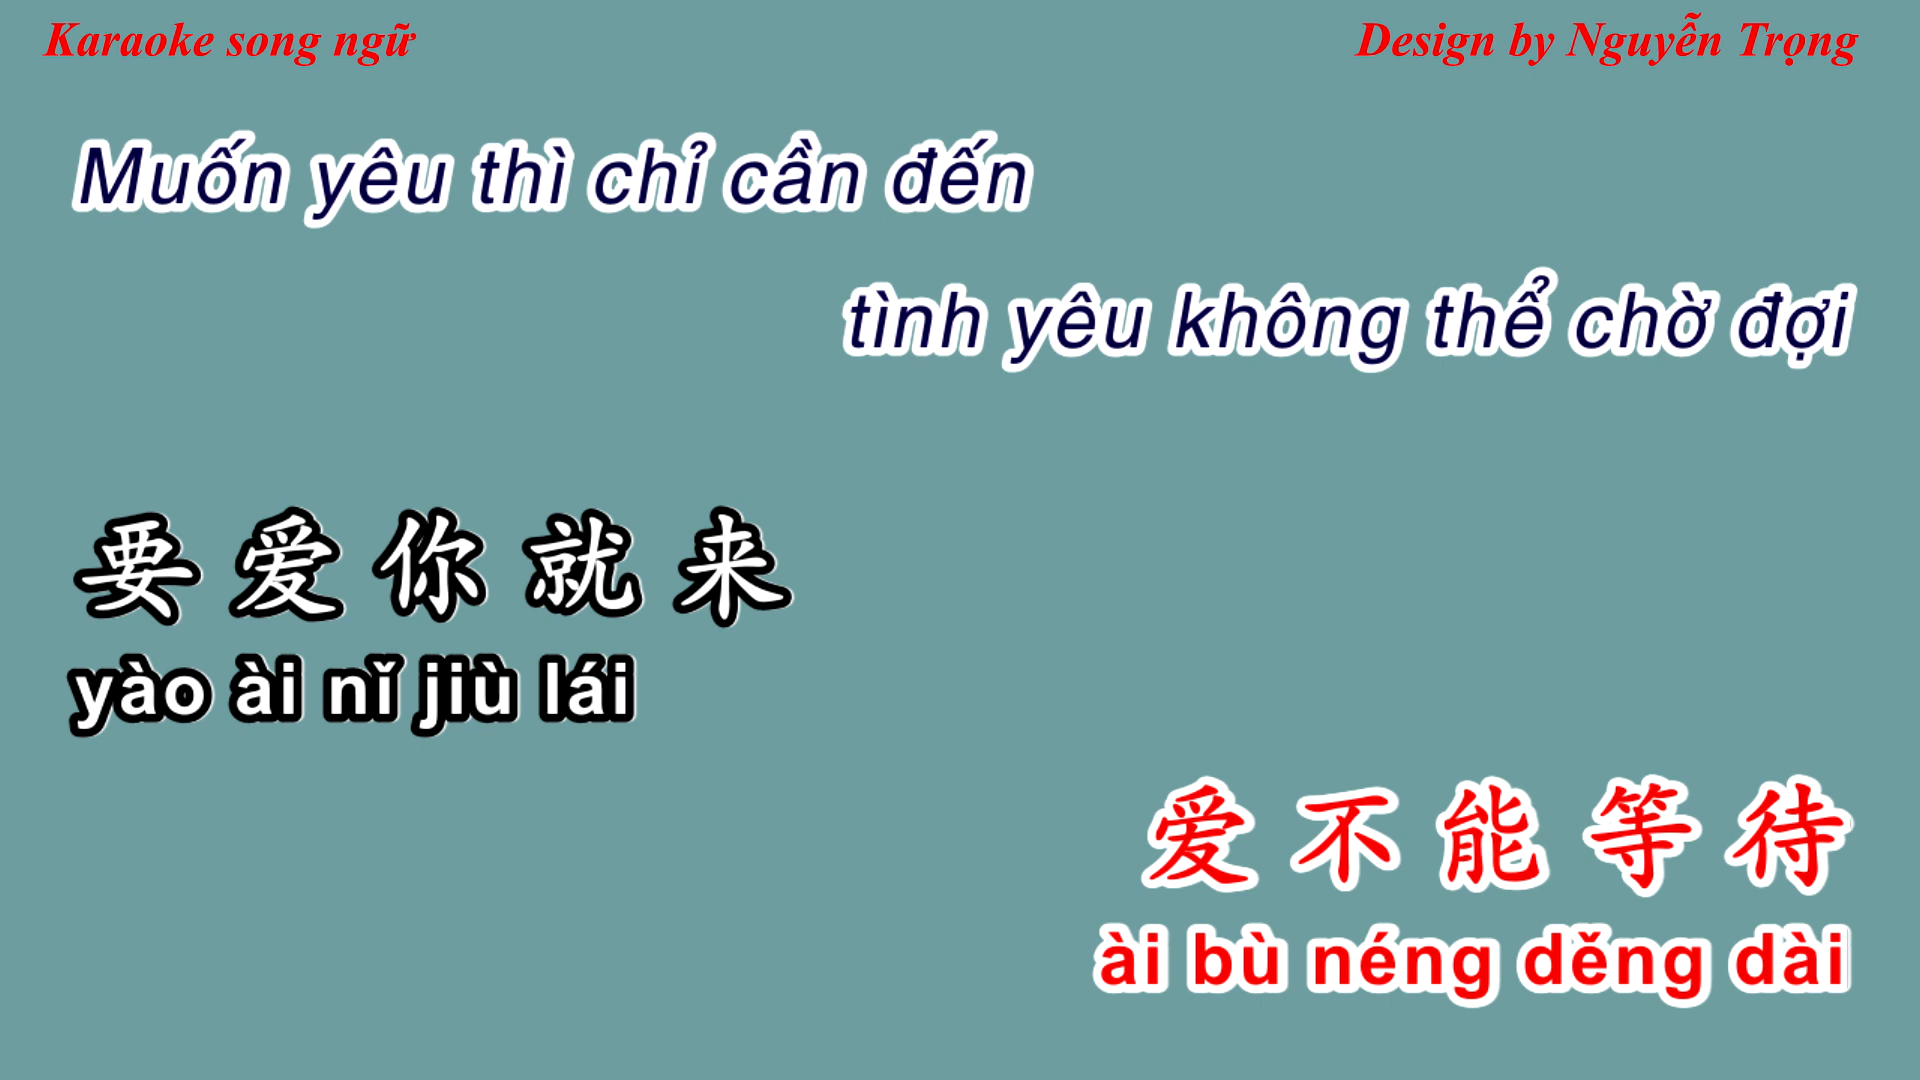 Karaoke song ngữ
Design by Nguyễn Trọng
Muốn yêu thì chỉ cần đến
tình yêu không thể chờ đợi
要爱你就来
yào ài nǐ jiù lái
爱不能等待
ài bù néng děng dài